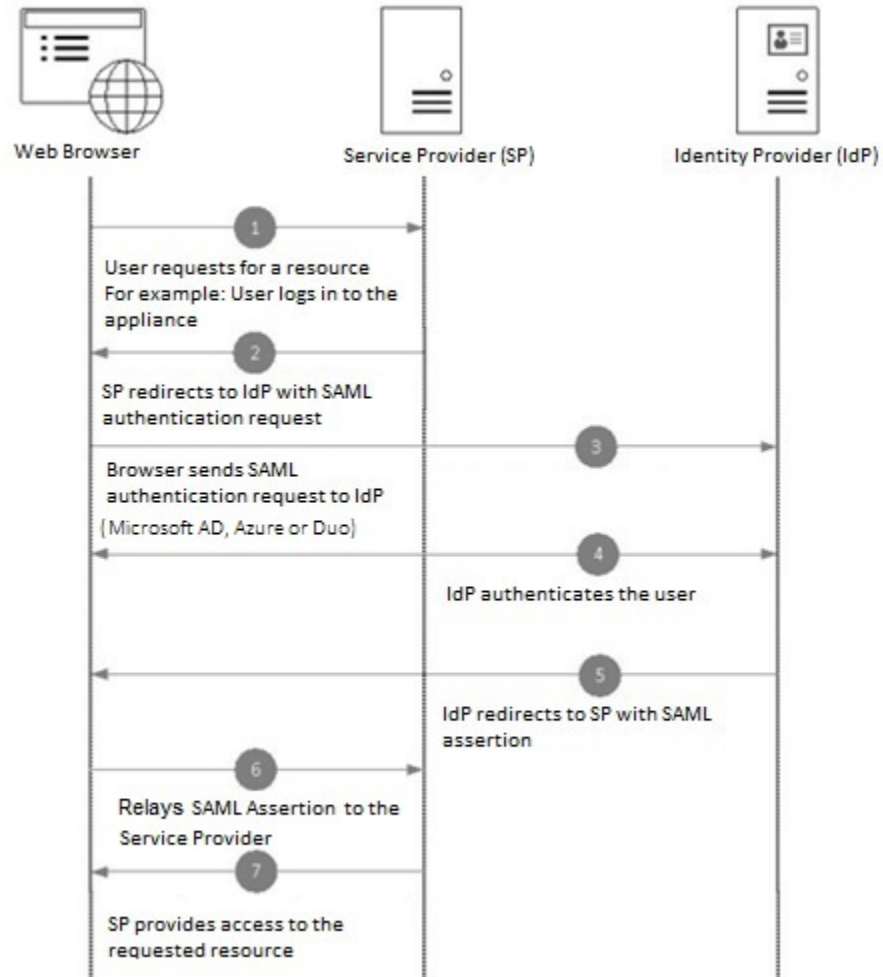 Web Browser
Service Provider (SP)
Identity Provider (IdP)
1
User requests for a resource
For example: User logs in to the
appliance
2
SP redirects to IdP with SAML
authentication request
3
Browser sends SAML
authentication request to IdP
(Microsoft AD, Azure or Duo)
4
IdP authenticates the user
5
IdP redirects to SP with SAML
assertion
6
Relays SAML Assertion to the
Service Provider
7
SP provides access to the
requested resource